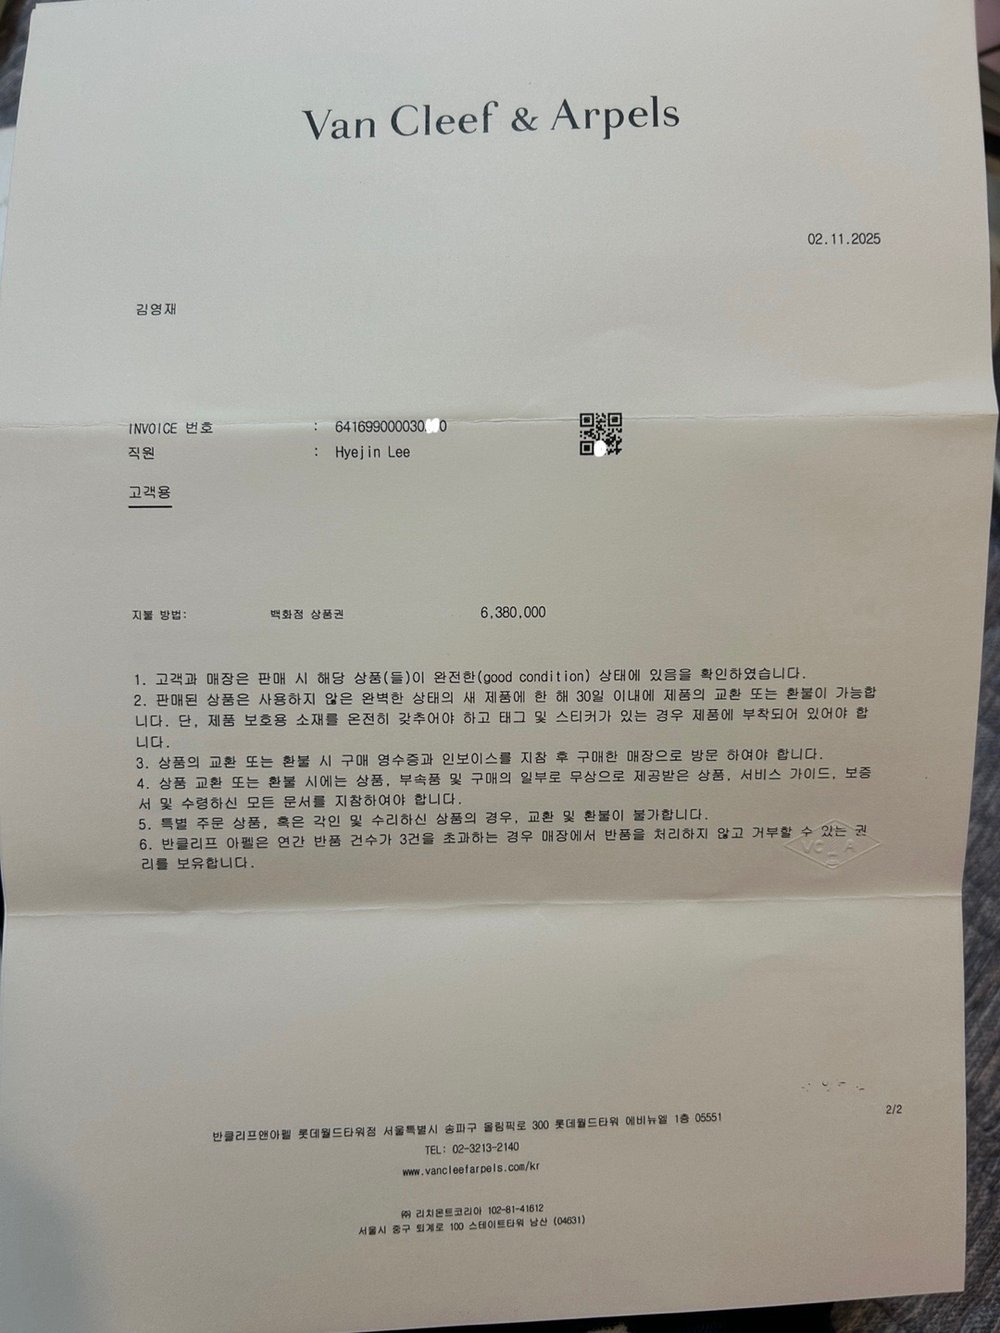 Van Cleef & Arpels
02.11.2025
김영재
INVOICE 번호 : 641699000030 0
직원 : Hyejin Lee
고객용
지불 방법: 백화점 상품권 6,380,000
1. 고객과 매장은 판매 시 해당 상품(들)이 완전한(good condition) 상태에 있음을 확인하였습니다.
2. 판매된 상품은 사용하지 않은 완벽한 상태의 새 제품에 한 해 30일 이내에 제품의 교환 또는 환불이 가능합
니다. 단, 제품 보호용 소재를 온전히 갖추어야 하고 태그 및 스티커가 있는 경우 제품에 부착되어 있어야 합
니다.
3. 상품의 교환 또는 환불 시 구매 영수증과 인보이스를 지참 후 구매한 매장으로 방문 하여야 합니다.
4. 상품 교환 또는 환불 시에는 상품, 부속품 및 구매의 일부로 무상으로 제공받은 상품, 서비스 가이드, 보증
서 및 수령하신 모든 문서를 지참하여야 합니다.
5. 특별 주문 상품, 혹은 각인 및 수리하신 상품의 경우, 교환 및 환불이 불가합니다.
6. 반클리프 아펠은 연간 반품 건수가 3건을 초과하는 경우 매장에서 반품을 처리하지 않고 거부할 수 있는 권
리를 보유합니다.
VC A
2/2
반클리프앤아펠 롯데월드타워점 서울특별시 송파구 올림픽로 300 롯데월드타워 에비뉴엘 1층 05551
TEL: 02-3213-2140
www.vancleefarpels.com/kr
㈜ 리치몬트코리아 102-81-41612
서울시 중구 퇴계로 100 스테이트타워 남산 (04631)